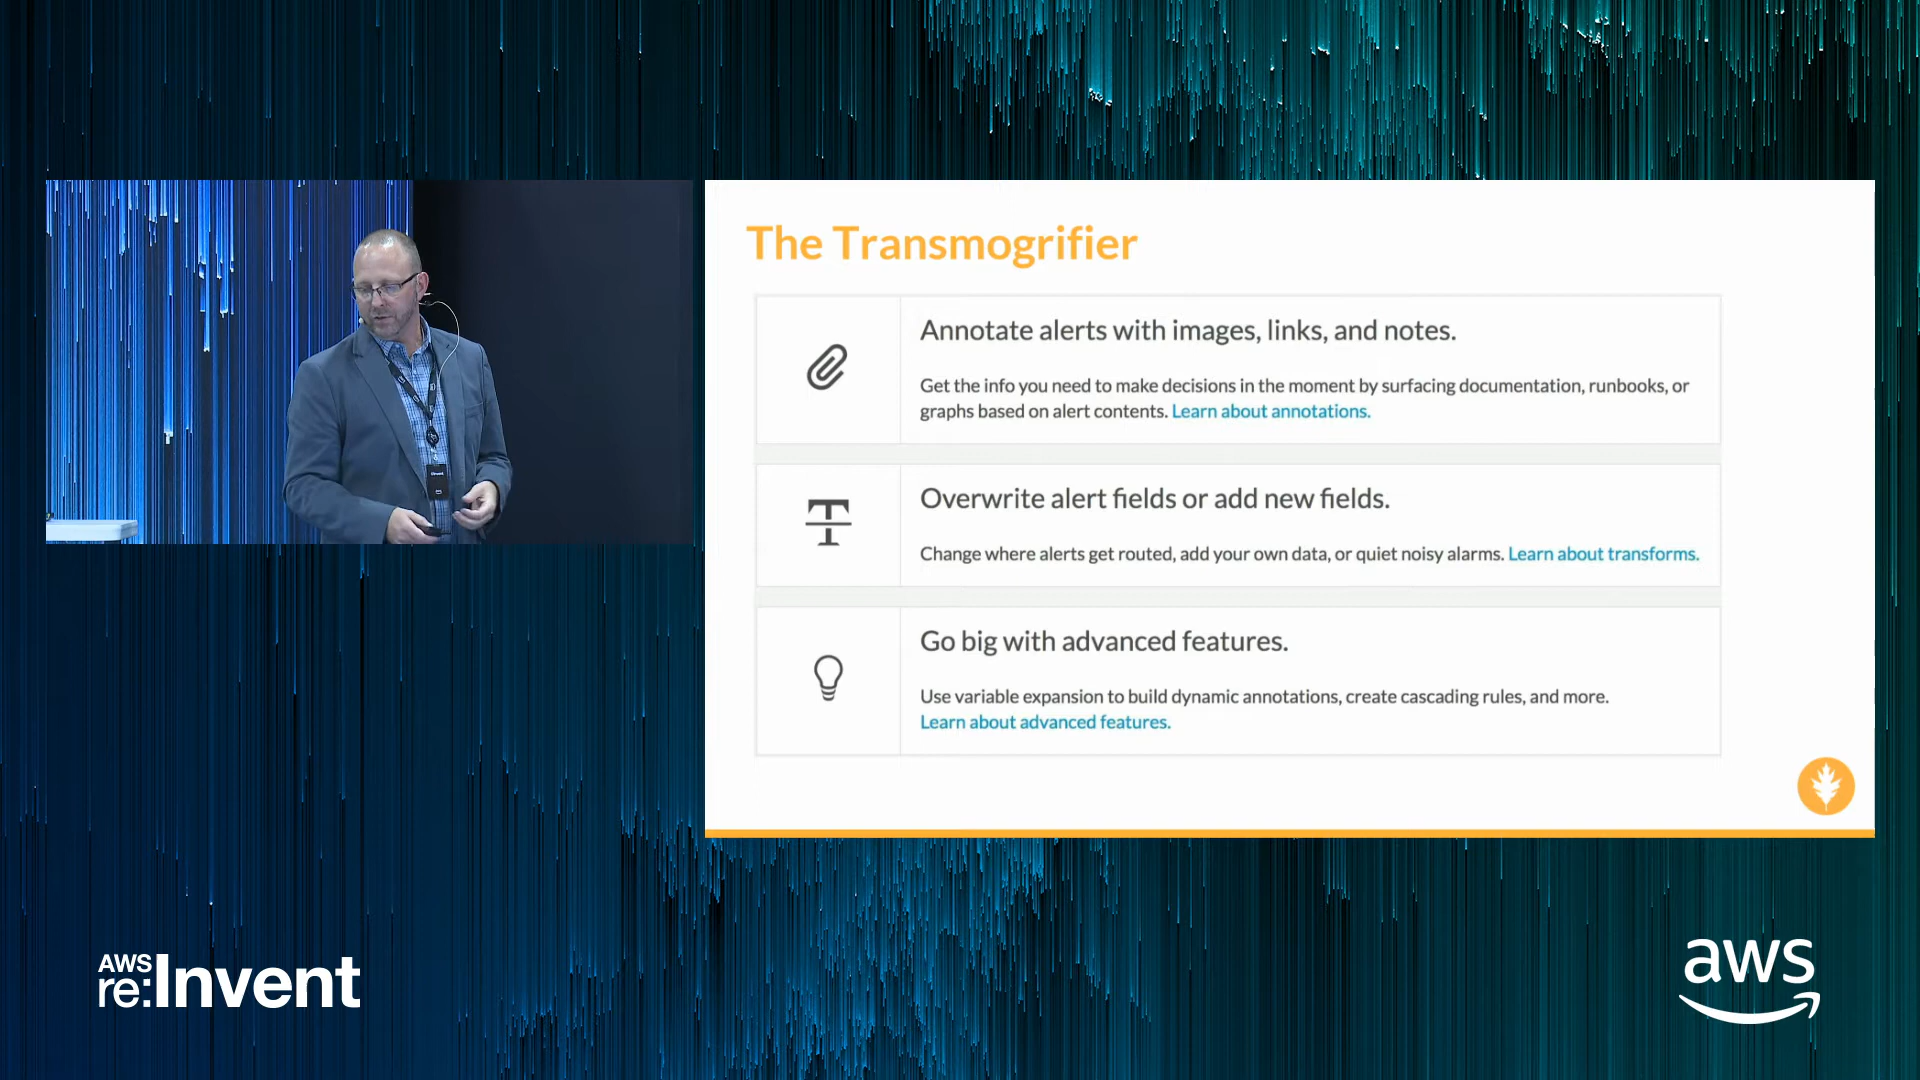 The Transmogrifier
Annotate alerts with images, links, and notes.
Get the info you need to make decisions in the moment by surfacing documentation, runbooks, or
graphs based on alert contents. Learn about annotations.
Overwrite alert fields or add new fields.
Change where alerts get routed, add your own data, or quiet noisy alarms. Learn about transforms.
Go big with advanced features.
Use variable expansion to build dynamic annotations, create cascading rules, and more.
Learn about advanced features.
AWS
re:Invent
aws